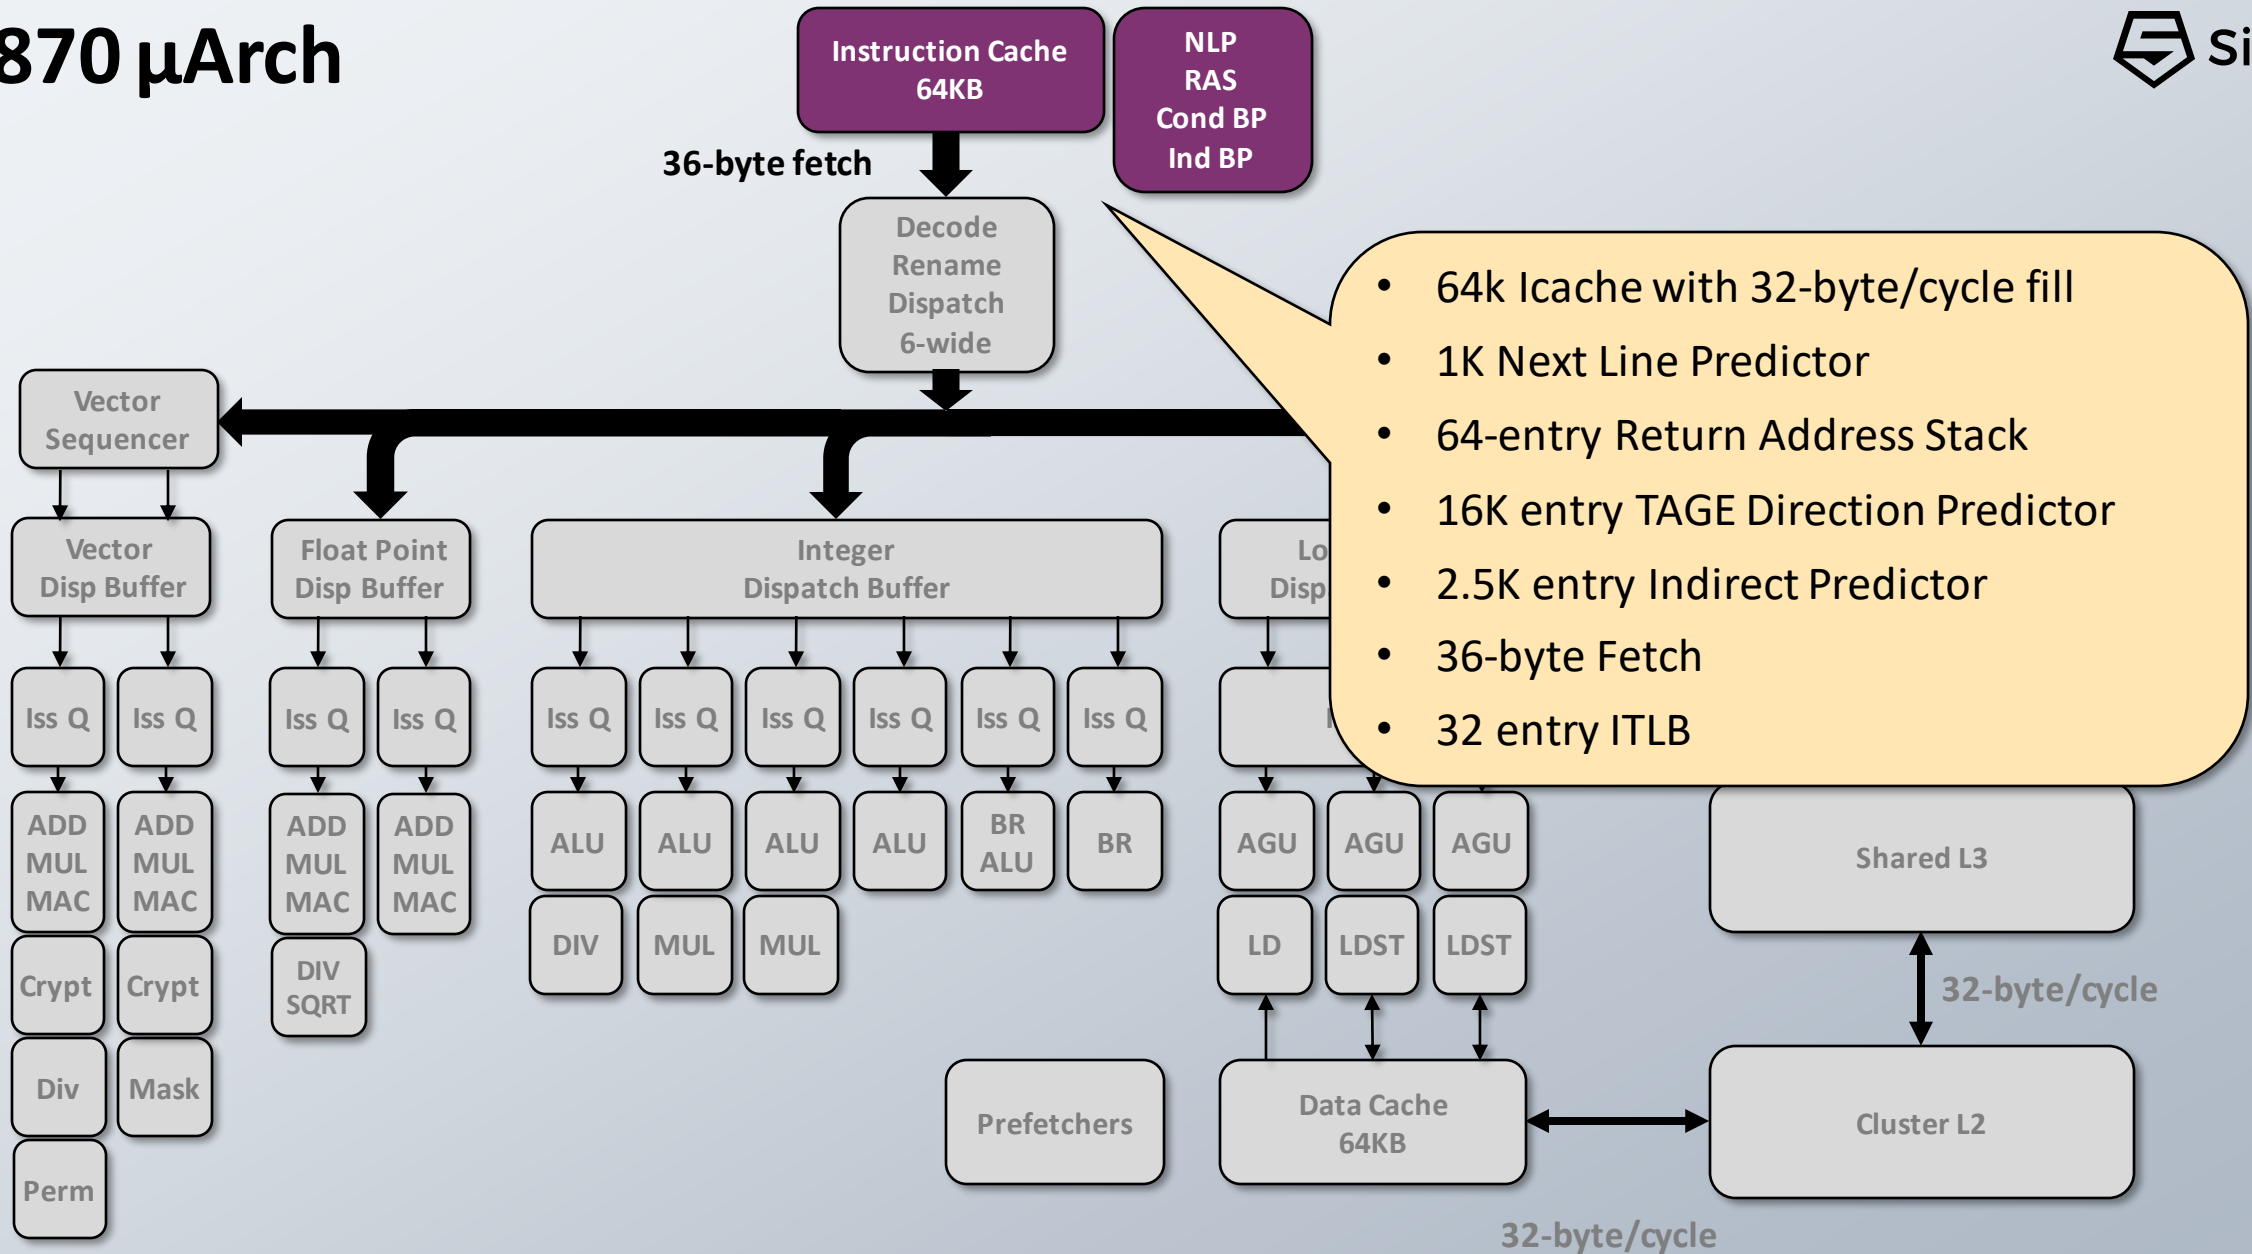 870 µArch
Si
Instruction Cache
64KB
NLP
RAS
Cond BP
Ind BP
36-byte fetch
Decode
Rename
Dispatch
6-wide
• 64k Icache with 32-byte/cycle fill
• 1K Next Line Predictor
• 64-entry Return Address Stack
• 16K entry TAGE Direction Predictor
• 2.5K entry Indirect Predictor
• 36-byte Fetch
• 32 entry ITLB
Vector
Sequencer
Vector
Disp Buffer
Float Point
Disp Buffer
Integer
Dispatch Buffer
Lo
Disp
Iss Q
Iss Q
Iss Q
Iss Q
Iss Q
Iss Q
Iss Q
Iss Q
Iss Q
Iss Q
ADD
MUL
MAC
ADD
MUL
MAC
ADD
MUL
MAC
ADD
MUL
MAC
ALU
ALU
ALU
ALU
BR
ALU
BR
AGU
AGU
AGU
Shared L3
Crypt
Crypt
DIV
SQRT
DIV
MUL
MUL
LD
LDST
LDST
32-byte/cycle
Div
Mask
Prefetchers
Data Cache
64KB
Cluster L2
Perm
32-byte/cycle